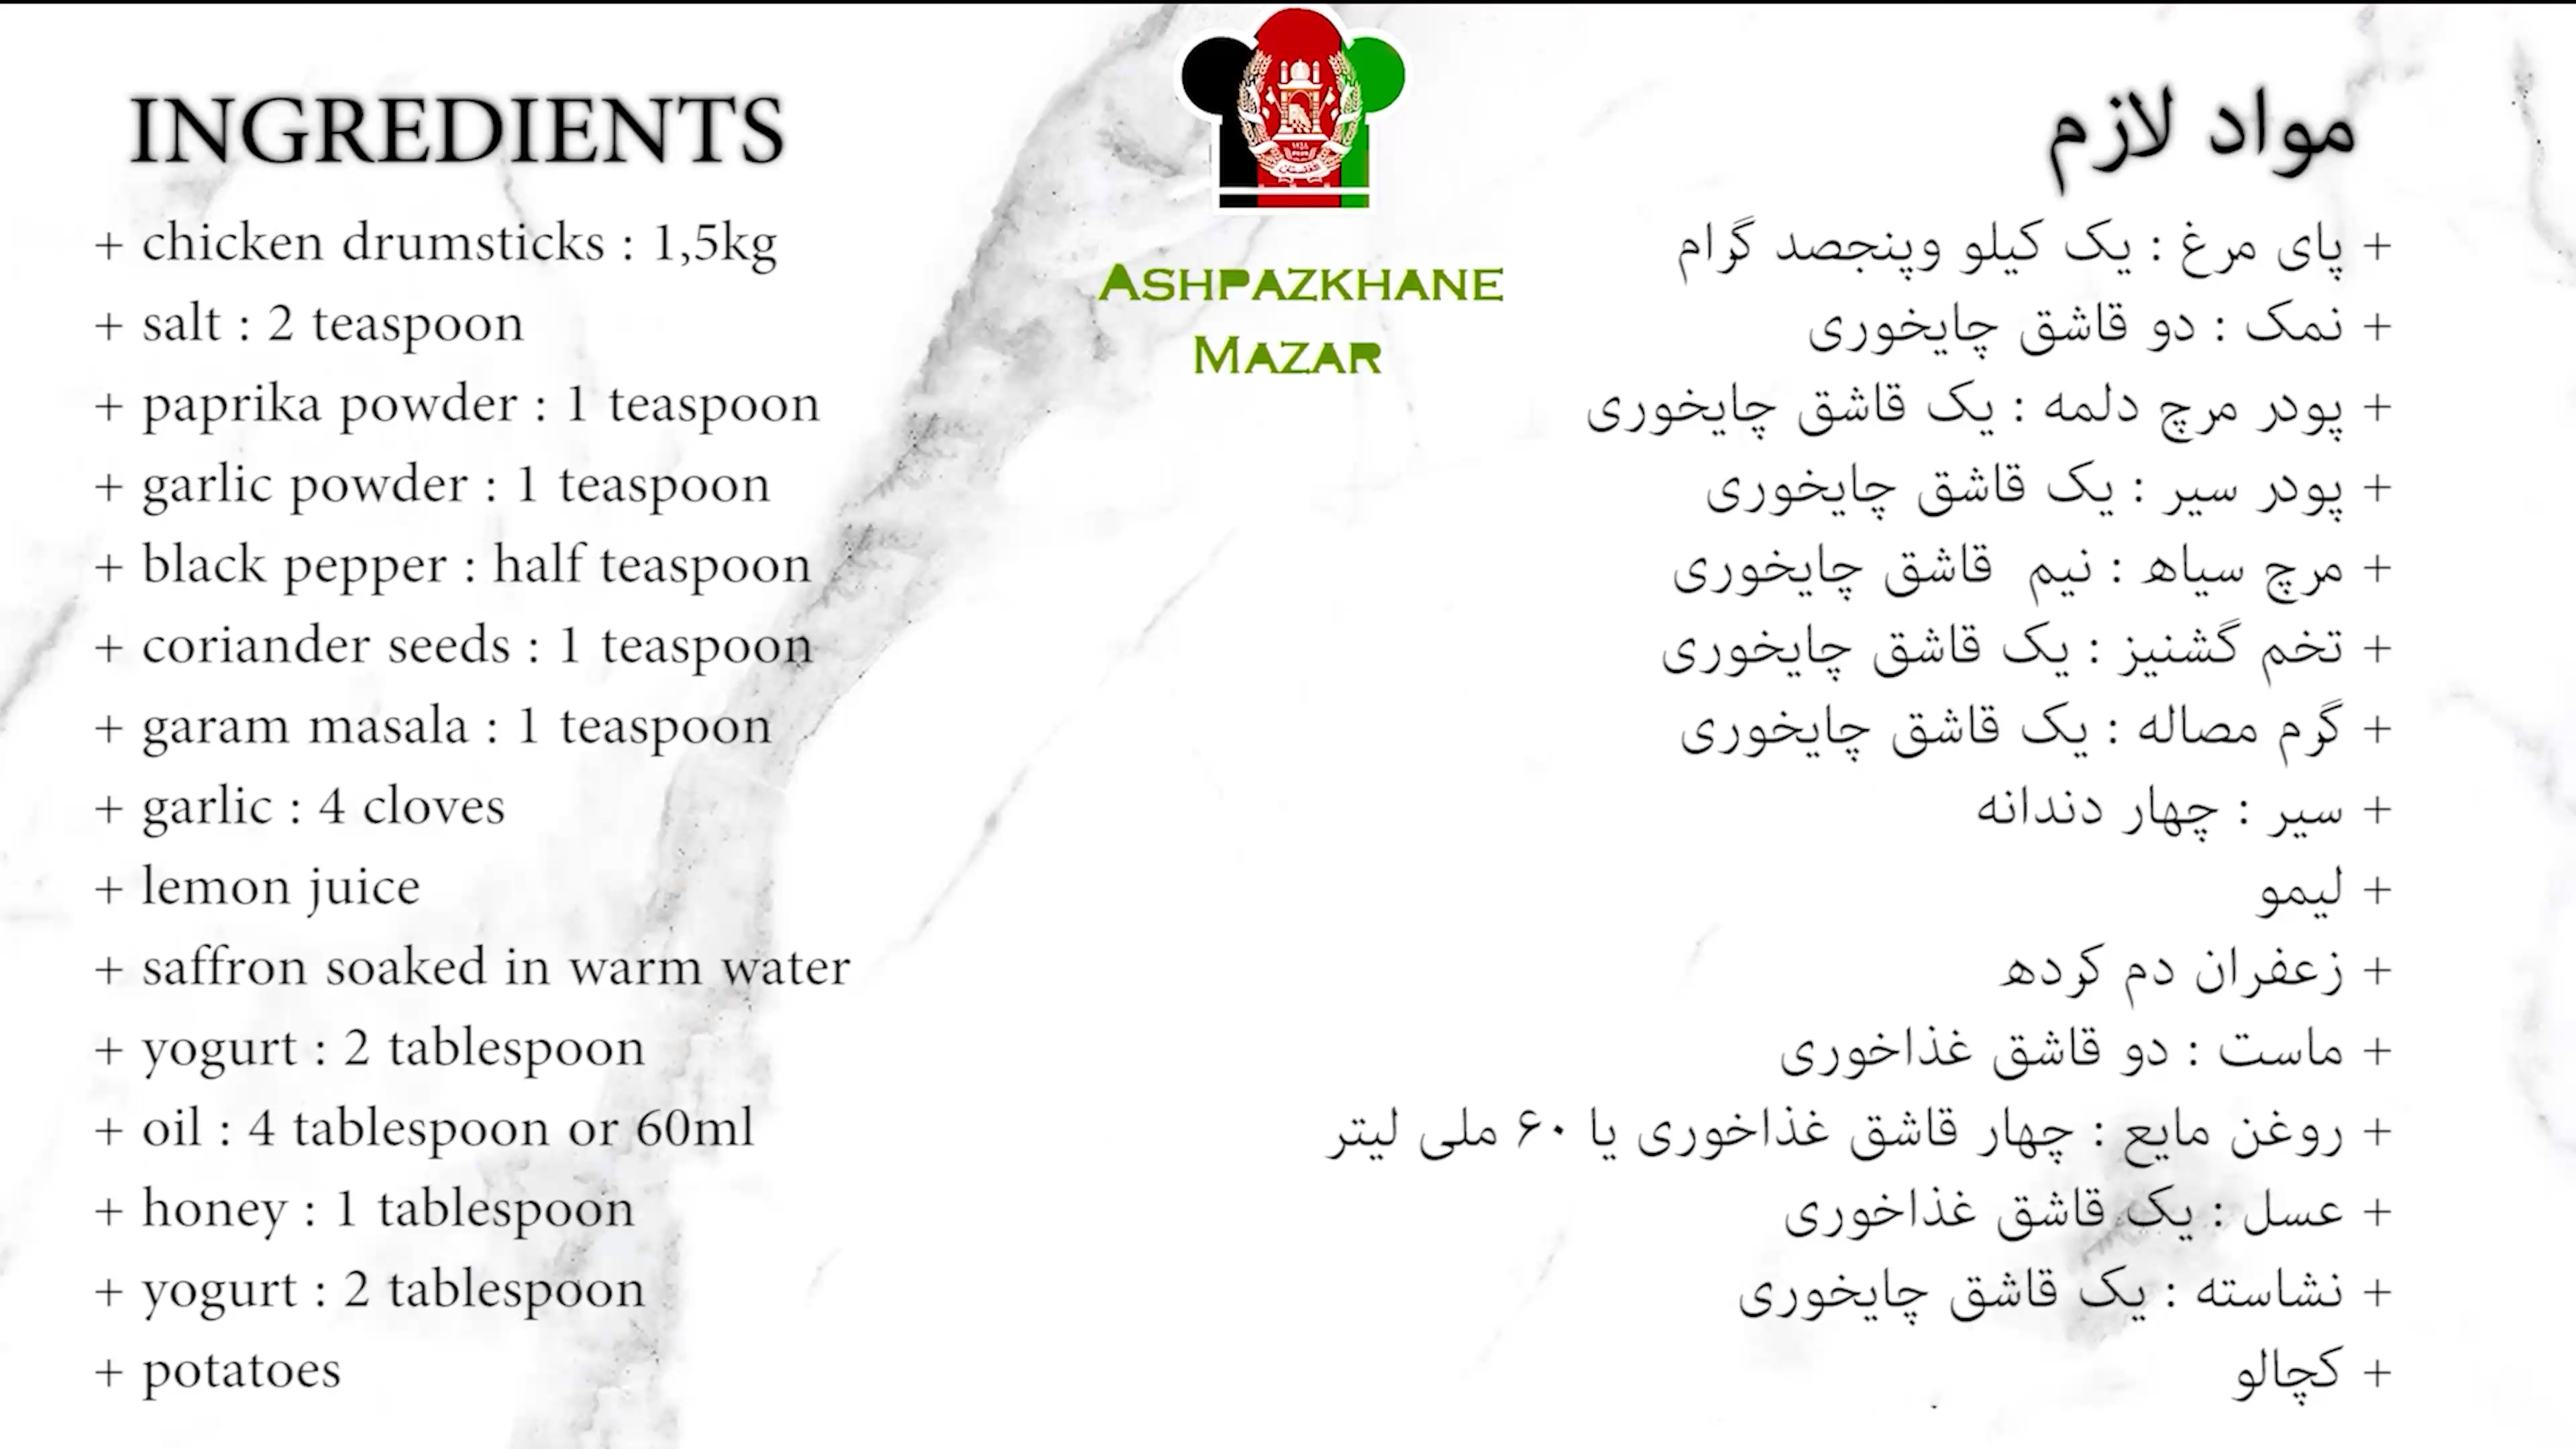 INGREDIENTS
+ chicken drumsticks : 1,5kg
+ salt : 2 teaspoon
+ paprika powder : 1 teaspoon
+ garlic powder : 1 teaspoon
+ black pepper : half teaspoon
+ coriander seeds : 1 teaspoon
+ garam masala : 1 teaspoon
+ garlic : 4 cloves
+ lemon juice
+ saffron soaked in warm water
+ yogurt : 2 tablespoon
+ oil : 4 tablespoon or 60ml
+ honey : 1 tablespoon
+ yogurt : 2 tablespoon
+ potatoes
ASHPAZKHANE
MAZAR
مواد لازم
+ پای مرغ : یک کیلو وپنجصد گرام
+ نمک : دو قاشق چایخوری
+ پودر مرچ دلمه : یک قاشق چایخوری
+ پودر سیر : یک قاشق چایخوری
+ مرچ سیاه : نیم قاشق چایخوری
+ تخم گشنیز : یک قاشق چایخوری
+ گرم مصاله : یک قاشق چایخوری
+ سیر : چهار دندانه
+ لیمو
+ زعفران دم کرده
+ ماست : دو قاشق غذاخوری
+ روغن مایع : چهار قاشق غذاخوری یا ۶۰ ملی لیتر
+ عسل : یک قاشق غذاخوری
+ نشاسته : یک قاشق چایخوری
+ کچالو